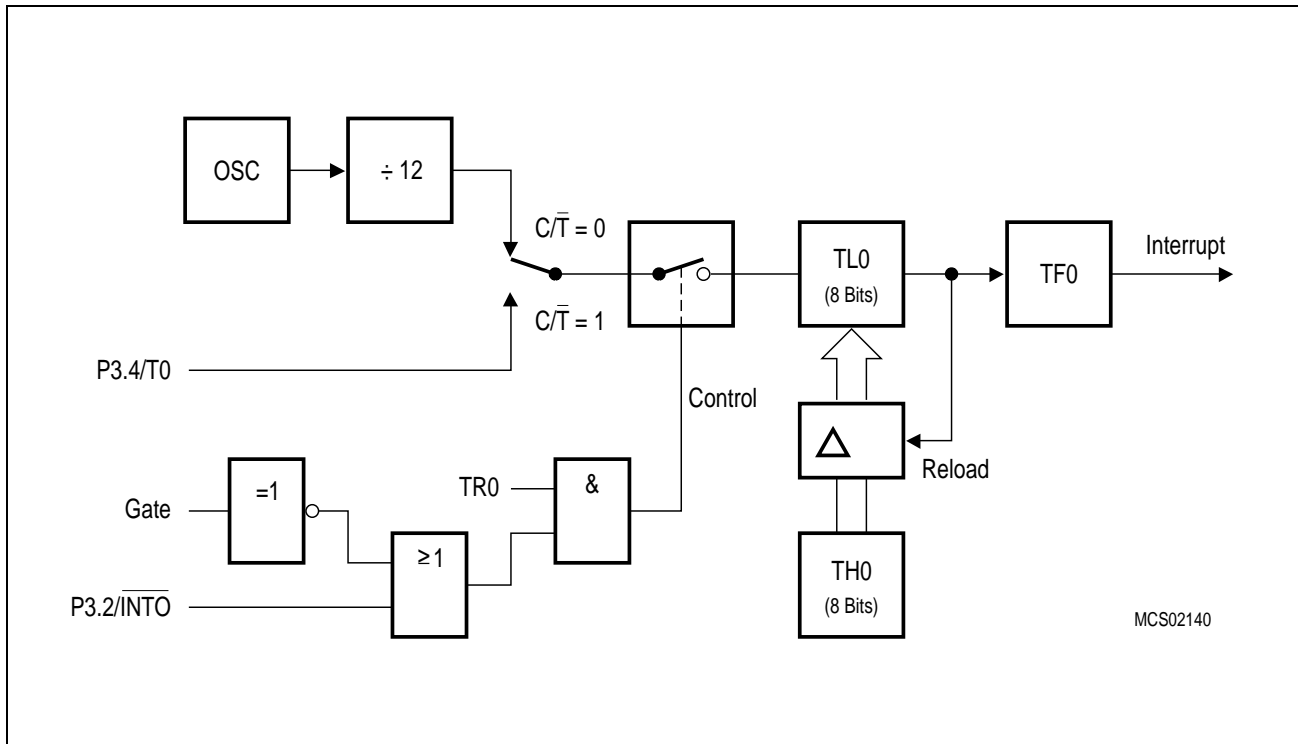 OSC
÷ 12
C/T̅ = 0
C/T̅ = 1
P3.4/T0
TL0
(8 Bits)
TF0
Interrupt
Control
Reload
Gate
=1
TR0
&
≥1
P3.2/I̅N̅T̅O̅
TH0
(8 Bits)
MCS02140